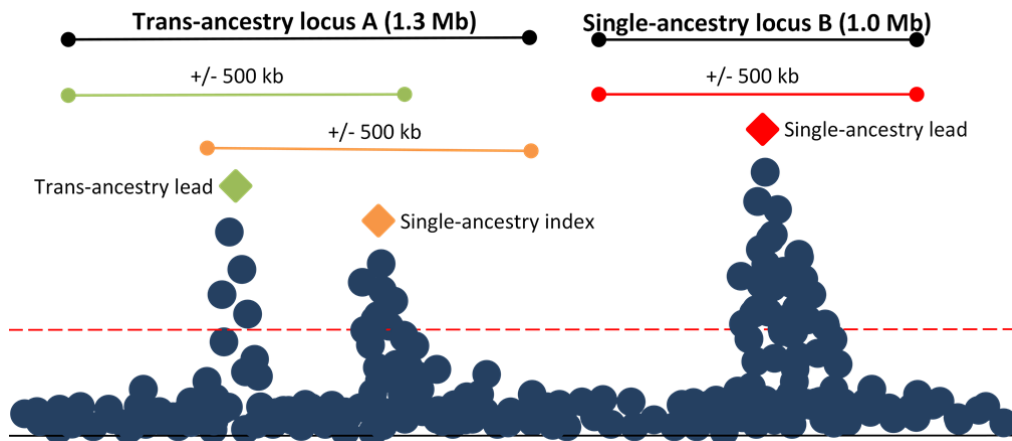 Trans-ancestry locus A (1.3 Mb)
Single-ancestry locus B (1.0 Mb)
+/- 500 kb
+/- 500 kb
+/- 500 kb
Single-ancestry lead
Trans-ancestry lead
Single-ancestry index